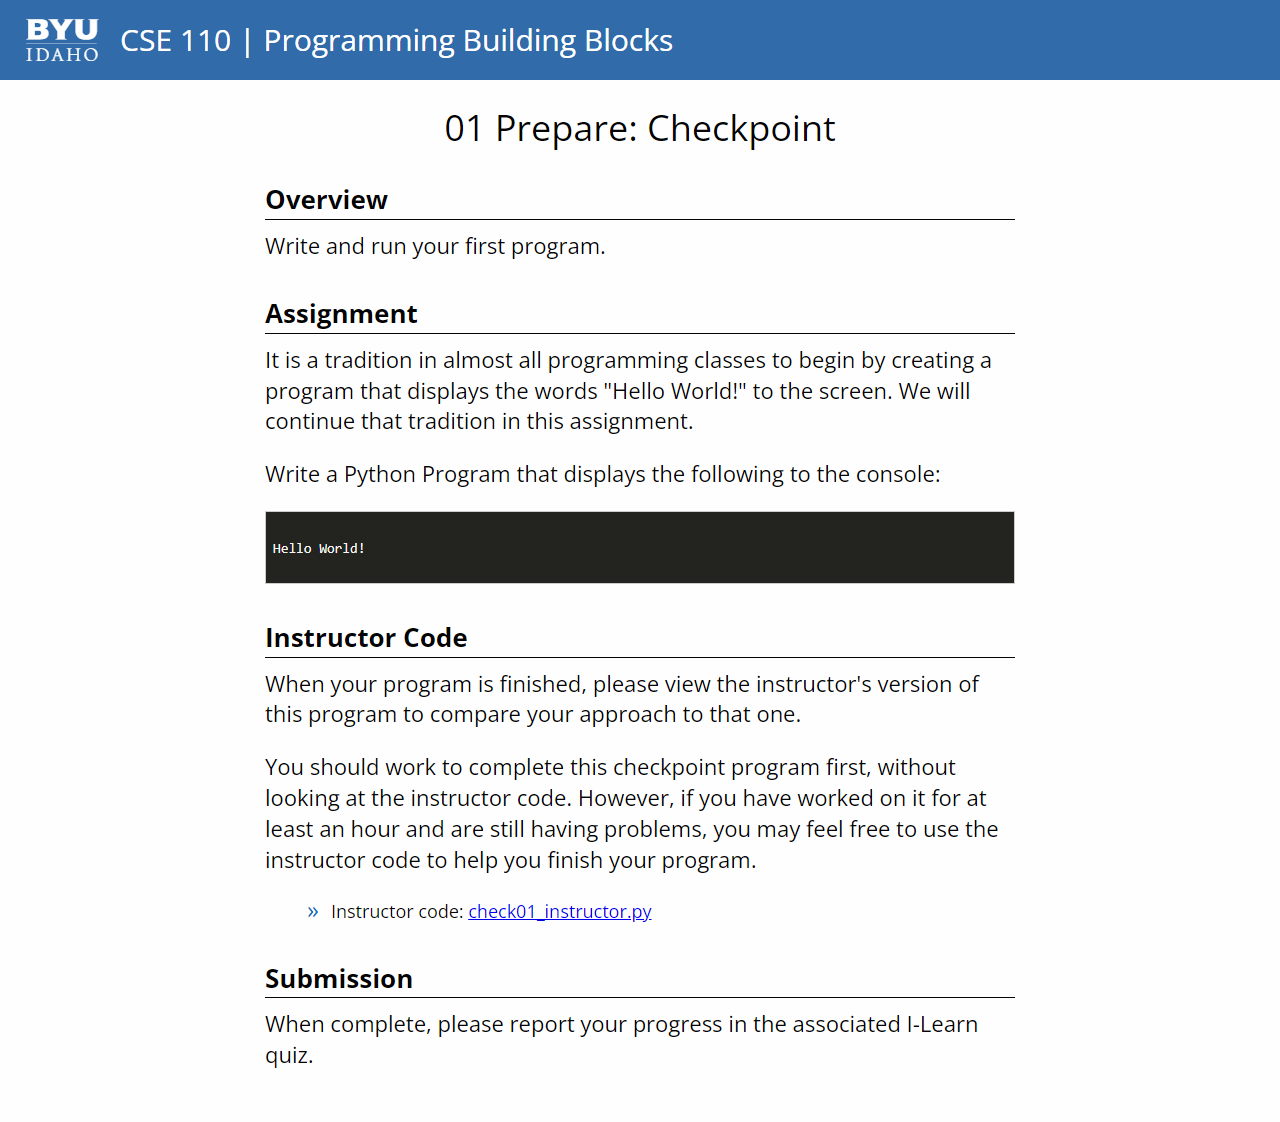 BYU
IDAHO
CSE 110 | Programming Building Blocks
01 Prepare: Checkpoint
Overview
Write and run your first program.
Assignment
It is a tradition in almost all programming classes to begin by creating a
program that displays the words "Hello World!" to the screen. We will
continue that tradition in this assignment.
Write a Python Program that displays the following to the console:
Hello World!
Instructor Code
When your program is finished, please view the instructor's version of
this program to compare your approach to that one.
You should work to complete this checkpoint program first, without
looking at the instructor code. However, if you have worked on it for at
least an hour and are still having problems, you may feel free to use the
instructor code to help you finish your program.
» Instructor code: check01_instructor.py
Submission
When complete, please report your progress in the associated I-Learn
quiz.